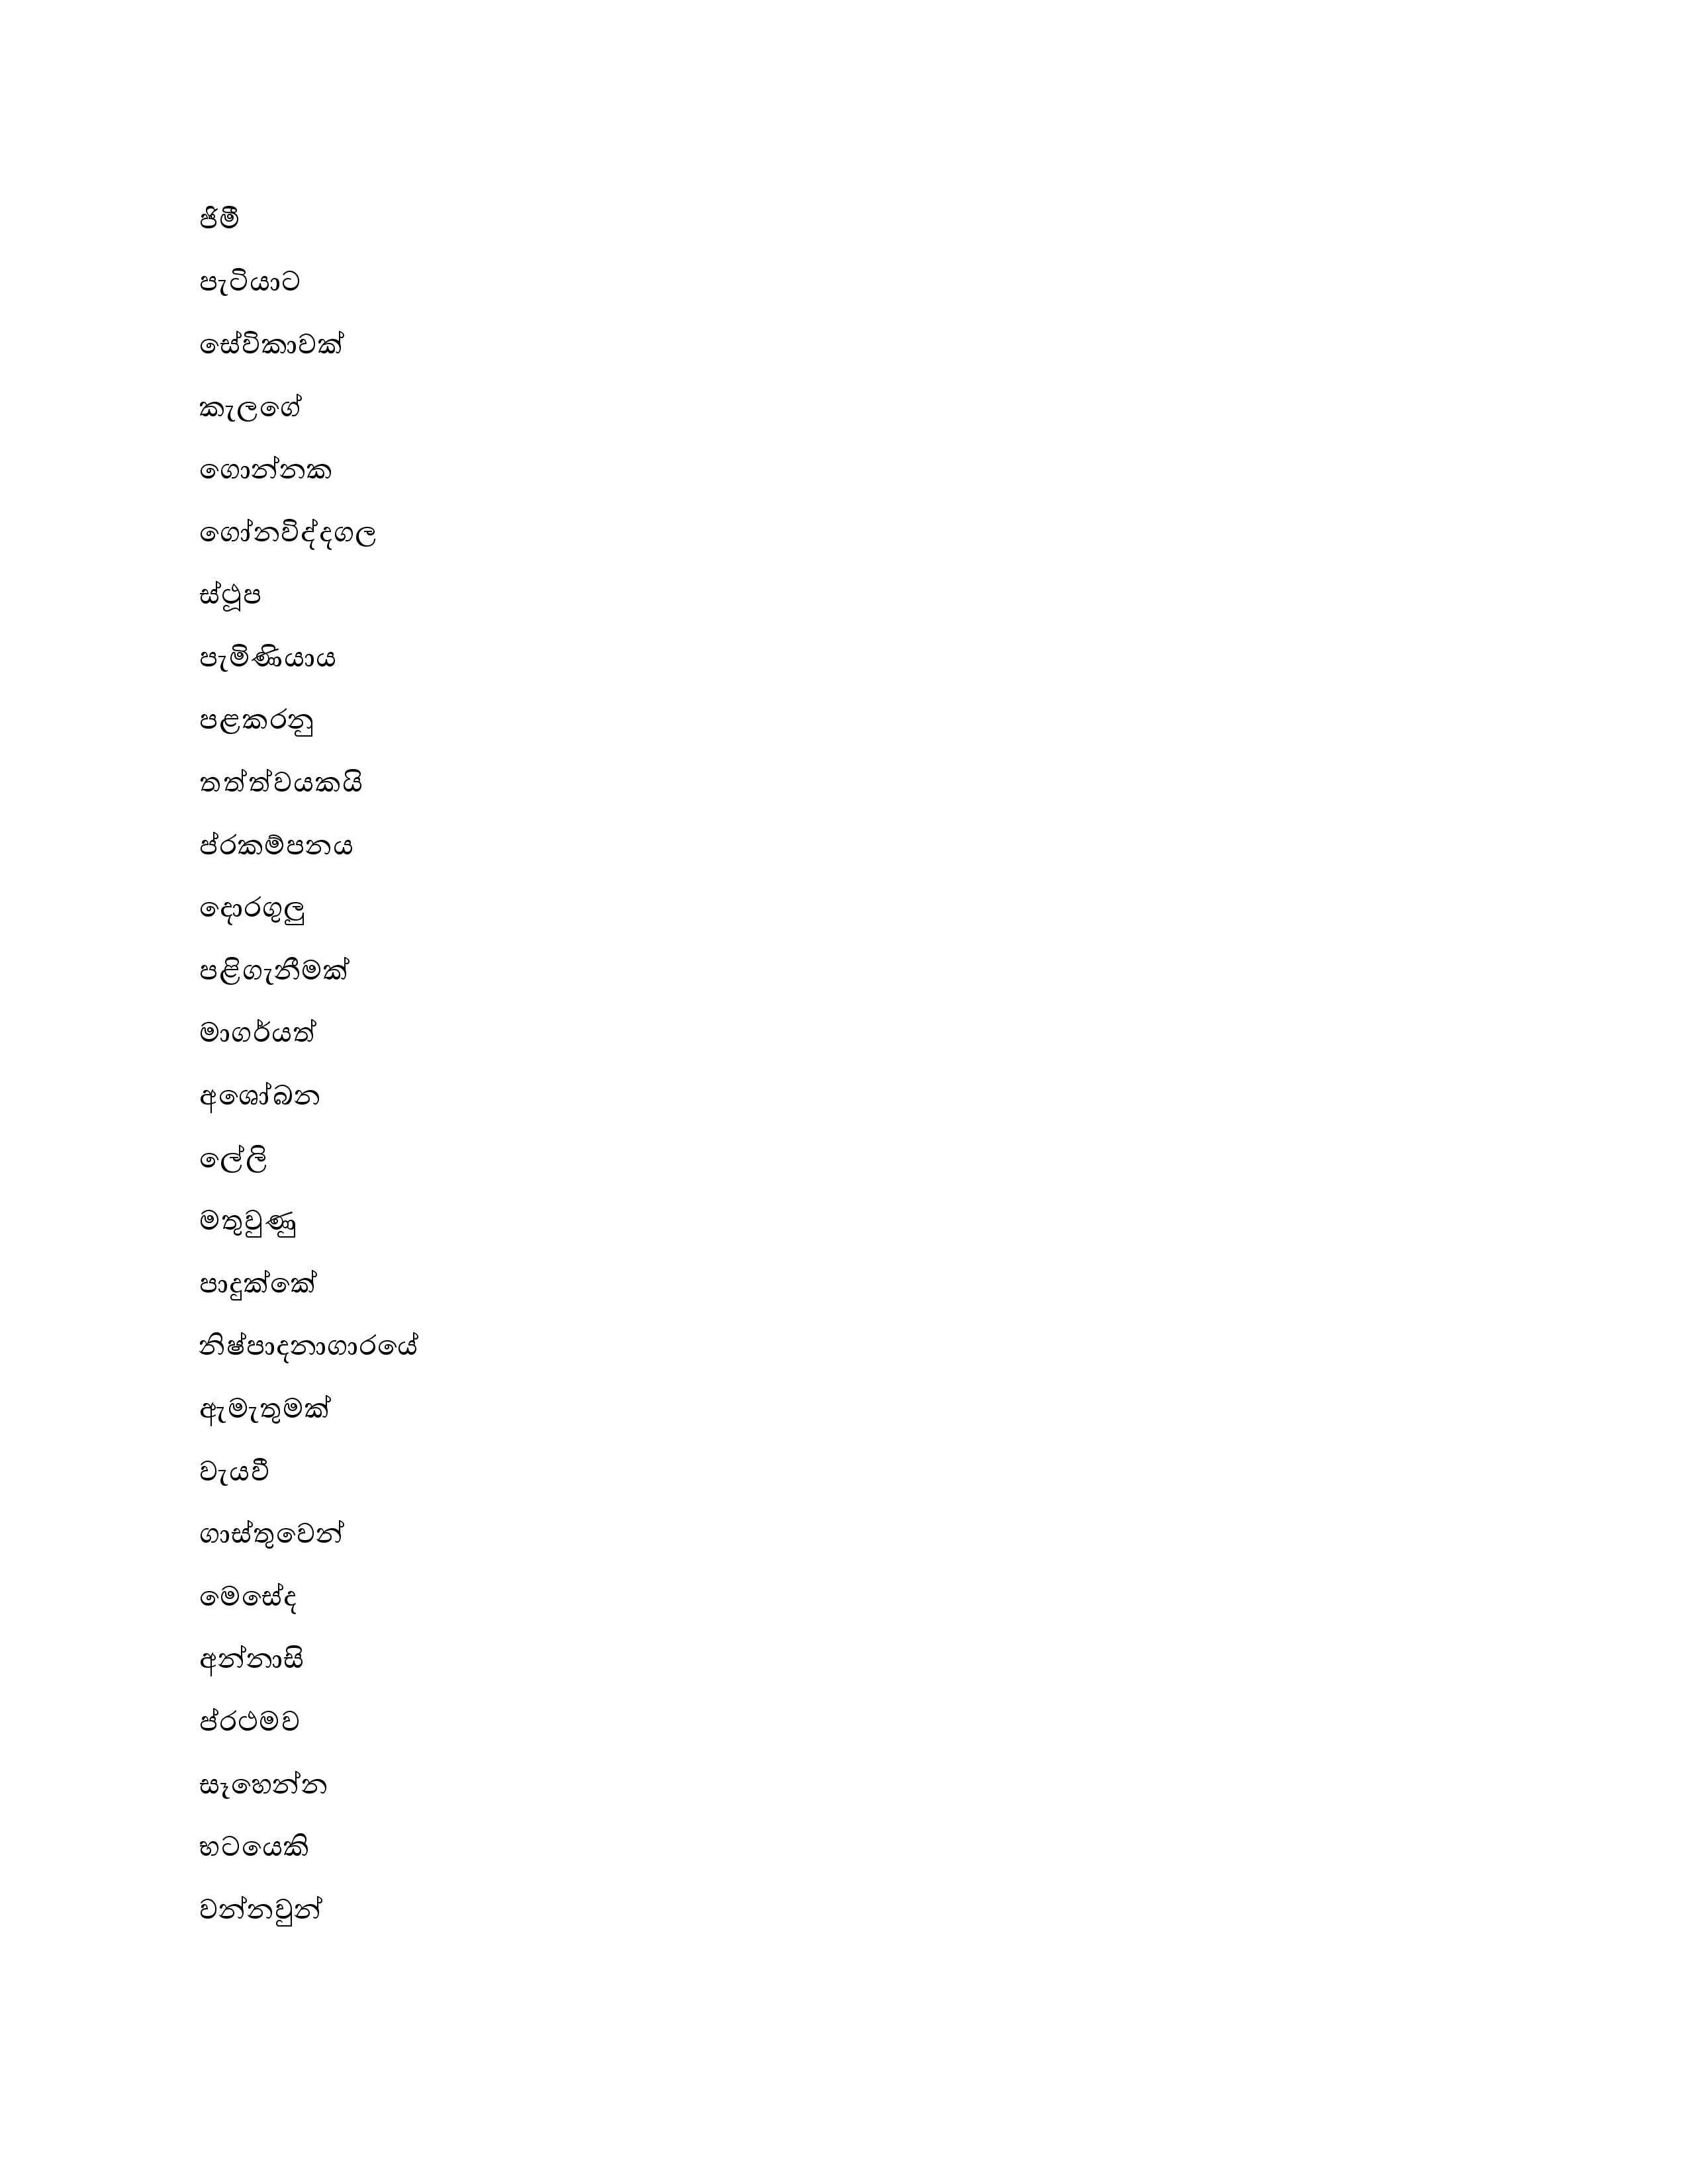 ජිමී
පැටියාට
සේවිකාවක්
කැලගේ
ගොන්නක
ගෝනවිද්දගල
ස්ථූප
පැමිණියාය
පළකරනු
තත්ත්වයකයි
ප්රකම්පනය
දොරගුලු
පළිගැනීමක්
මාගර්යත්
අශෝබන
ලේලි
මතුවුණු
පාදුක්කේ
නිෂ්පාදනාගාරයේ
ඇමැතුමක්
වැයවී
ගාස්තුවෙන්
මෙසේද
අන්නාසි
ප්රථමව
සෑහෙන්න
භටයෙකි
වන්නවුන්